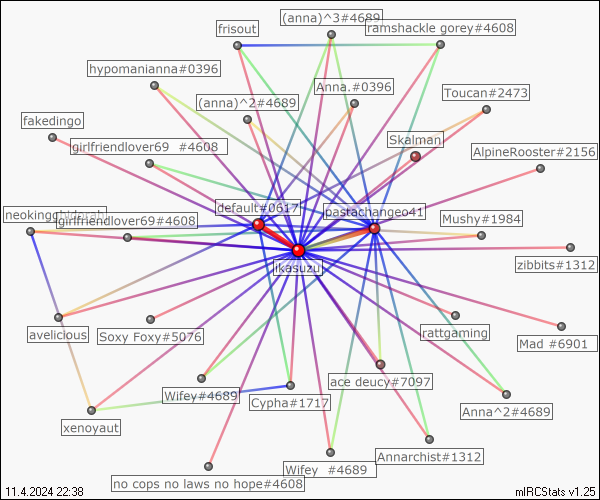 (anna)^3#4689
frisout
ramshackle gorey#4608
hypomanianna#0396
Anna.#0396
Toucan#2473
(anna)^2#4689
fakedingo
Skalman
girlfriendlover69 #4608
AlpineRooster#2156
default#0617
pastachangeo41
girlfriendlover69#4608
Mushy#1984
jikasuzu
zibbits#1312
avelicious
Soxy Foxy#5076
rattgaming
Mad #6901
ace deucy#7097
Wifey#4689
Cypha#1717
Anna^2#4689
xenoyaut
Annarchist#1312
Wifey #4689
no cops no laws no hope#4608
11.4.2024 22:38
mIRCStats v1.25